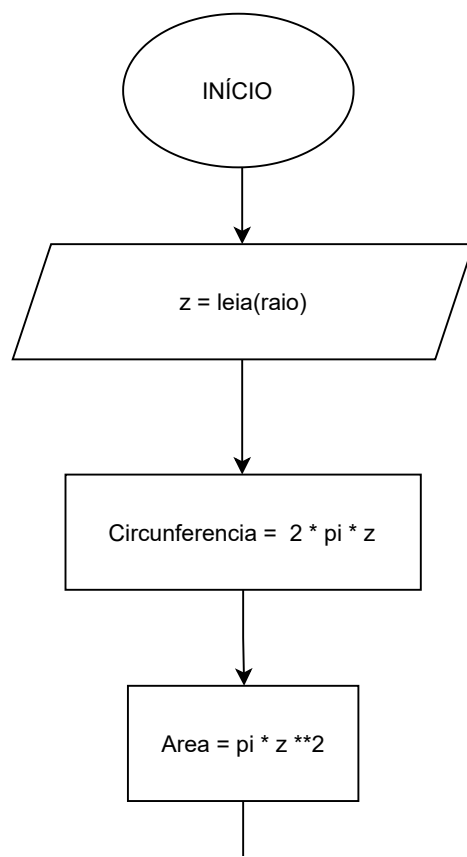 INÍCIO
z = leia(raio)
Circunferencia =  2 * pi * z
Area = pi * z **2